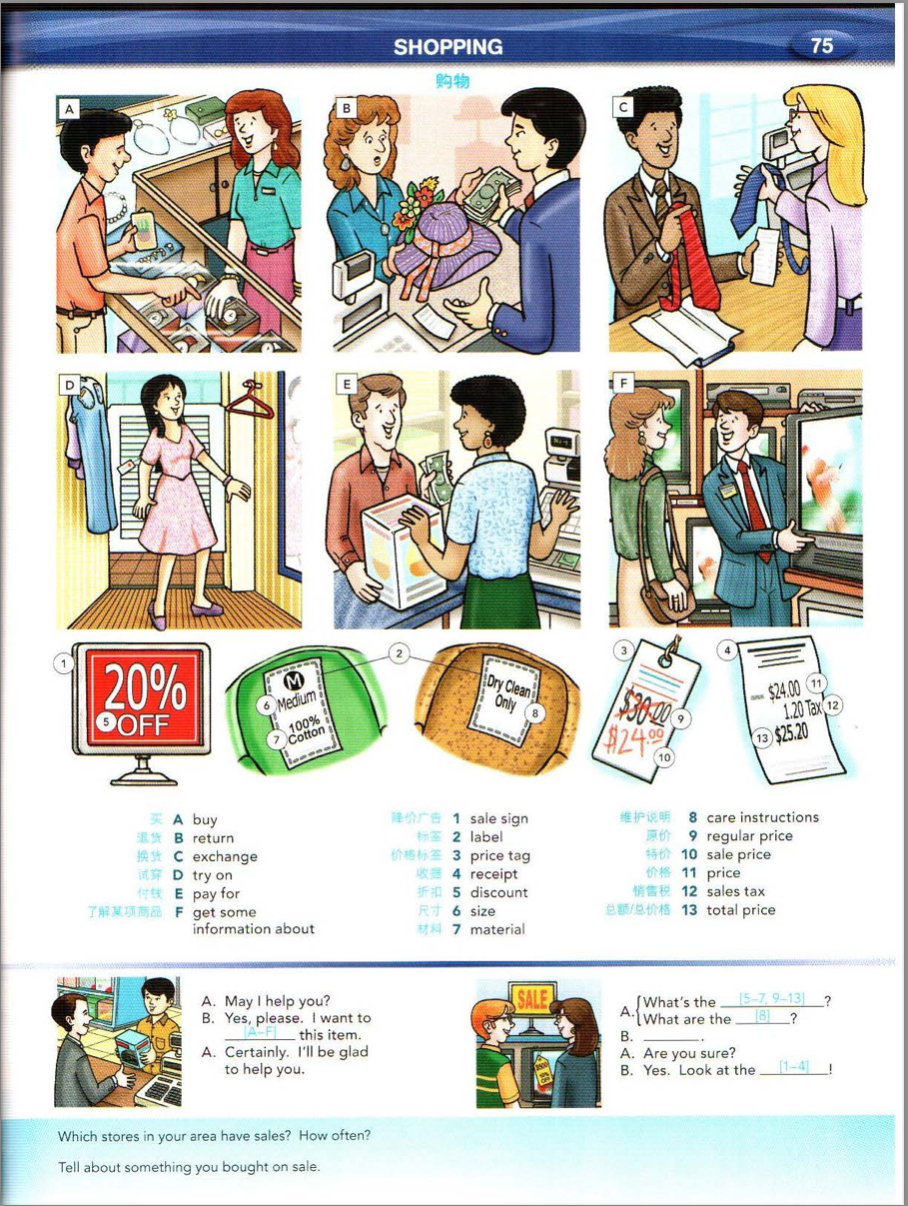 SHOPPING
75
购物
A
B
C
D
E
F
1
20%
5 OFF
2
6
M
Medium
7
100%
Cotton
Dry Clean
Only
8
3
$30.00
9
$24.00
10
4
$24.00
11
1.20 Tax
12
13
$25.20
买 A buy
退货 B return
换货 C exchange
试穿 D try on
付钱 E pay for
了解某项商品 F get some
information about
降价广告 1 sale sign
标签 2 label
价格标签 3 price tag
收据 4 receipt
折扣 5 discount
尺寸 6 size
材料 7 material
维护说明 8 care instructions
原价 9 regular price
特价 10 sale price
价格 11 price
销售税 12 sales tax
总额/总价格 13 total price
A. May I help you?
B. Yes, please. I want to
[A–F] this item.
A. Certainly. I'll be glad
to help you.
SALE
A. What's the [5–7, 9–13]?
What are the [8]?
B. ________.
A. Are you sure?
B. Yes. Look at the [1–4]!
Which stores in your area have sales? How often?
Tell about something you bought on sale.